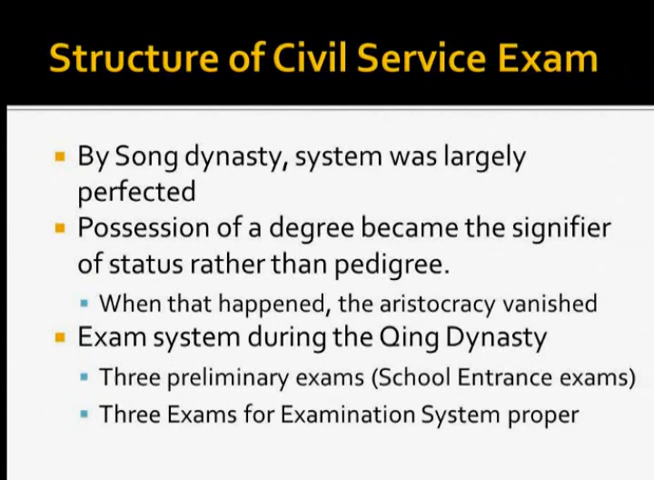 Structure of Civil Service Exam
By Song dynasty, system was largely
perfected
Possession of a degree became the signifier
of status rather than pedigree.
When that happened, the aristocracy vanished
Exam system during the Qing Dynasty
Three preliminary exams (School Entrance exams)
Three Exams for Examination System proper